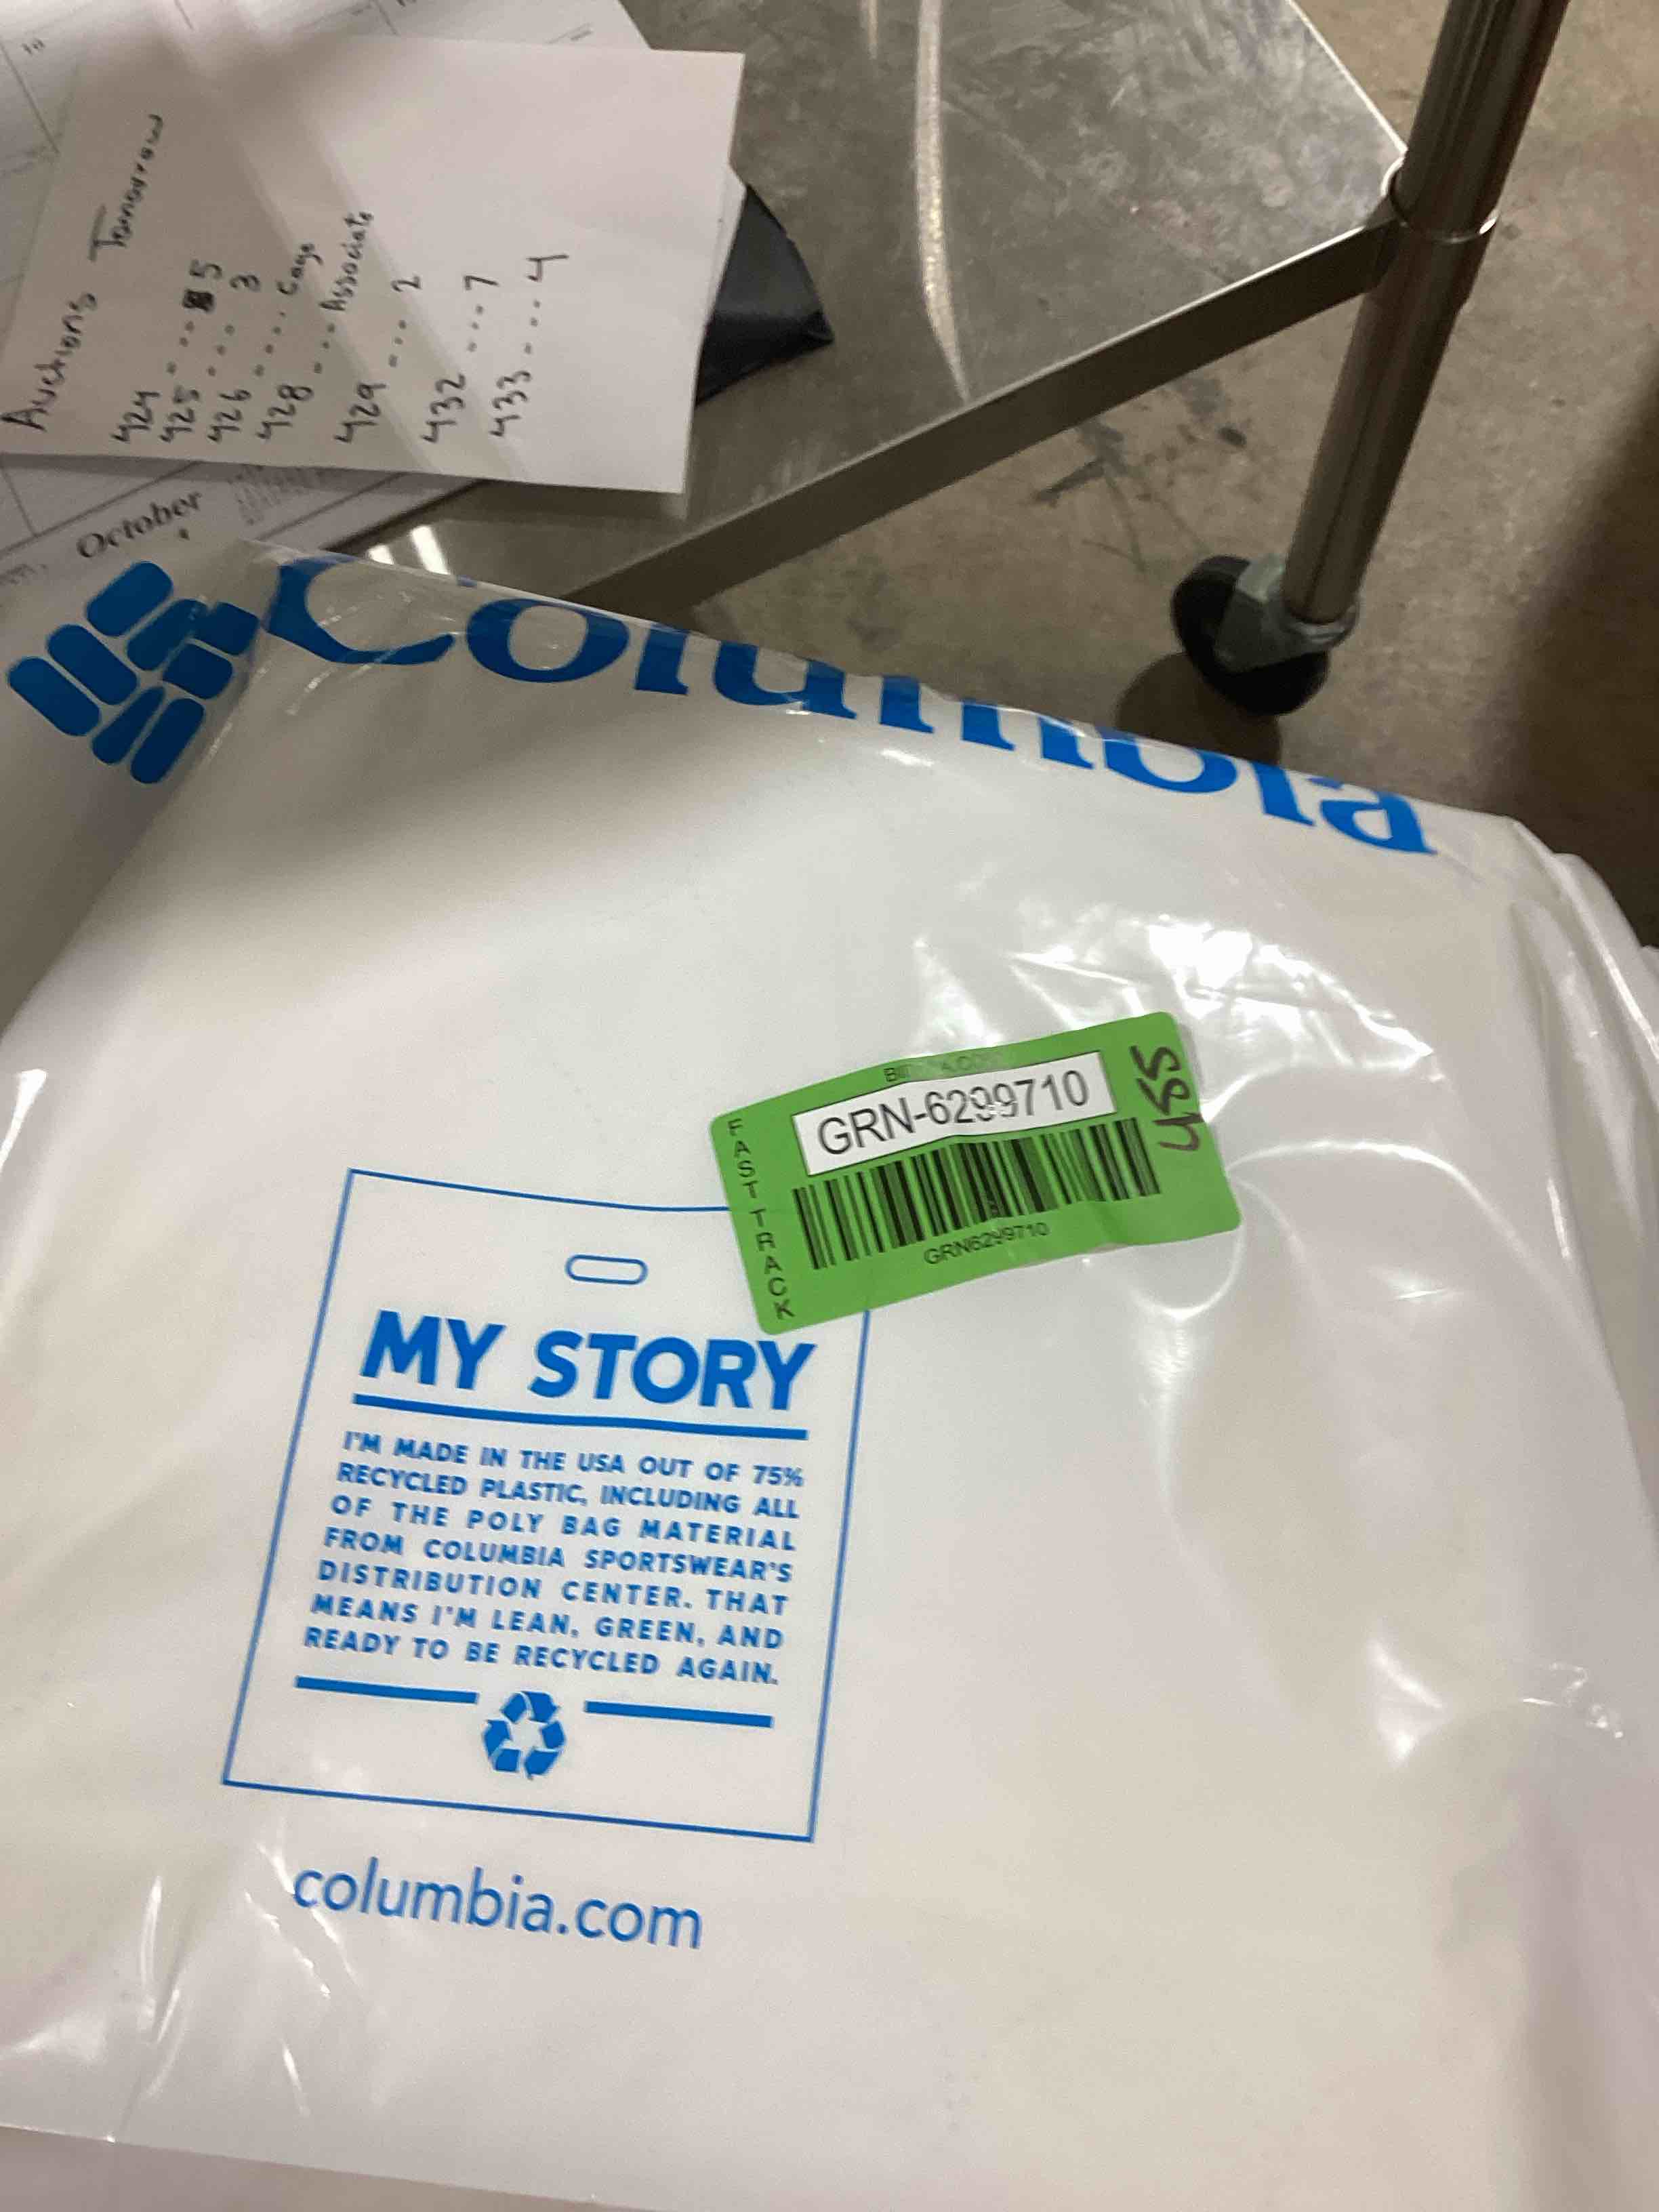 Auctions Tomorrow
424 - - - 5
425 - - - 3
426 - - - - Cage
428 - - - Associate
429 - - - 2
432 - - - 7
433 - - - - 4
10
October
Columbia
FAST TRACK
GRN-6299710
GRN6299710
455
MY STORY
I'M MADE IN THE USA OUT OF 75%
RECYCLED PLASTIC, INCLUDING ALL
OF THE POLY BAG MATERIAL
FROM COLUMBIA SPORTSWEAR'S
DISTRIBUTION CENTER. THAT
MEANS I'M LEAN, GREEN, AND
READY TO BE RECYCLED AGAIN.
columbia.com